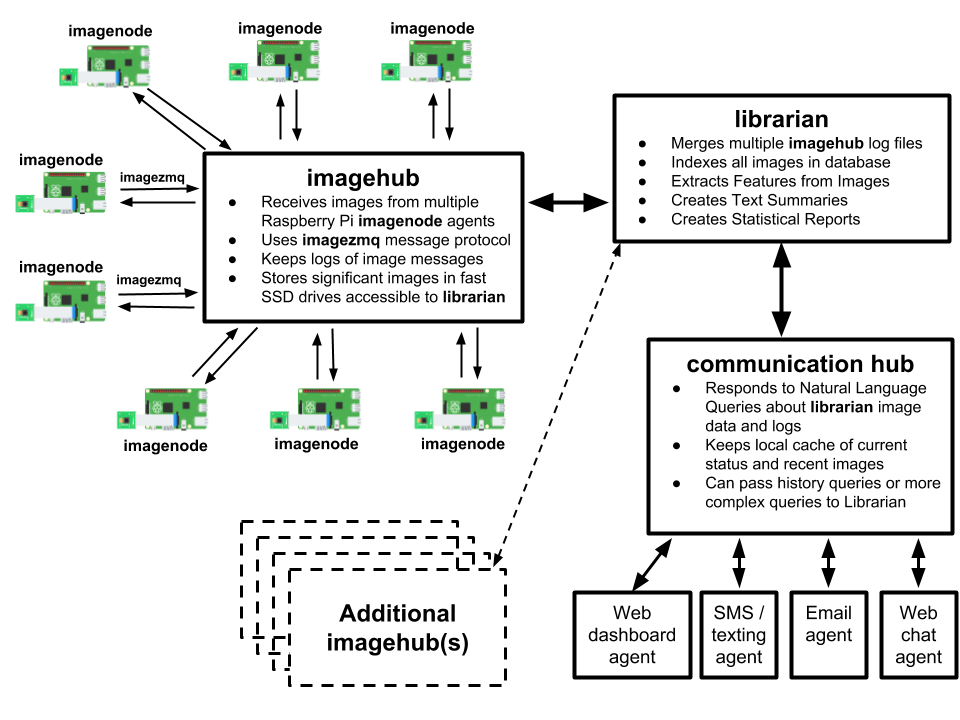 imagenode
imagenode
imagenode
imagenode
imagezmq
imagenode
imagezmq
imagehub
● Receives images from multiple
Raspberry Pi imagenode agents
● Uses imagezmq message protocol
● Keeps logs of image messages
● Stores significant images in fast
SSD drives accessible to librarian
imagenode
imagenode
imagenode
librarian
● Merges multiple imagehub log files
● Indexes all images in database
● Extracts Features from Images
● Creates Text Summaries
● Creates Statistical Reports
communication hub
● Responds to Natural Language
Queries about librarian image
data and logs
● Keeps local cache of current
status and recent images
● Can pass history queries or more
complex queries to Librarian
Additional
imagehub(s)
Web
dashboard
agent
SMS /
texting
agent
Email
agent
Web
chat
agent